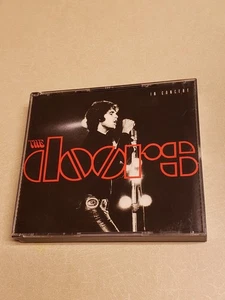 IN CONCERT
THE
DOORS